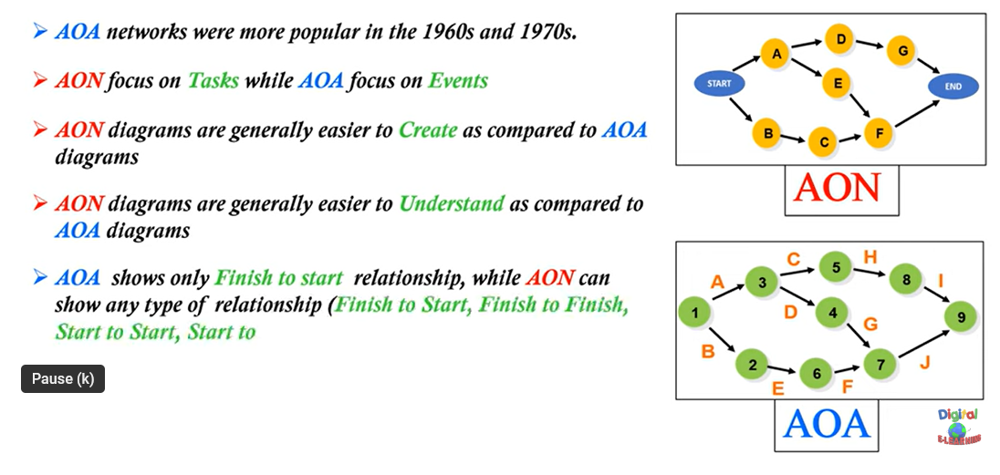 AOA networks were more popular in the 1960s and 1970s.
AON focus on Tasks while AOA focus on Events
AON diagrams are generally easier to Create as compared to AOA
diagrams
AON diagrams are generally easier to Understand as compared to
AOA diagrams
AOA shows only Finish to start relationship, while AON can
show any type of relationship (Finish to Start, Finish to Finish,
Start to Start, Start to
Pause (k)
START
A
D
G
E
END
B
C
F
AON
1
A
3
C
5
H
8
I
9
D
4
G
B
2
E
6
F
7
J
AOA
Digital
E-LEARNING